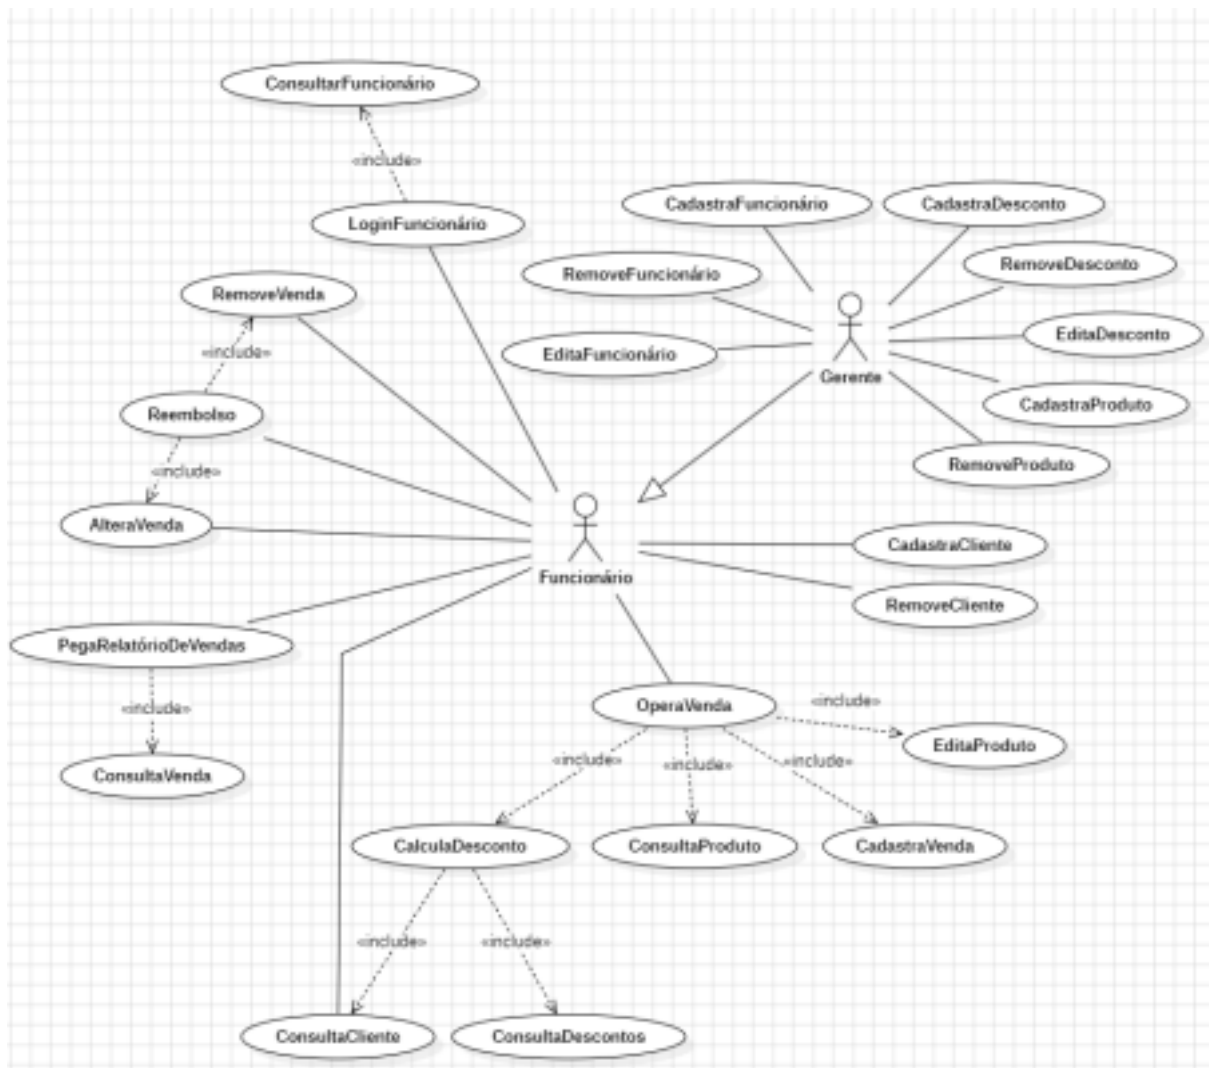 ConsultarFuncionário
«include»
LoginFuncionário
CadastraFuncionário
CadastraDesconto
RemoveFuncionário
RemoveDesconto
RemoveVenda
EditaDesconto
«include»
EditaFuncionário
Gerente
Reembolso
CadastraProduto
«include»
RemoveProduto
AlteraVenda
CadastraCliente
Funcionário
RemoveCliente
PegaRelatórioDeVendas
«include»
OperaVenda
«include»
EditaProduto
ConsultaVenda
«include»
«include»
«include»
CalculaDesconto
ConsultaProduto
CadastraVenda
«include»
«include»
ConsultaCliente
ConsultaDescontos